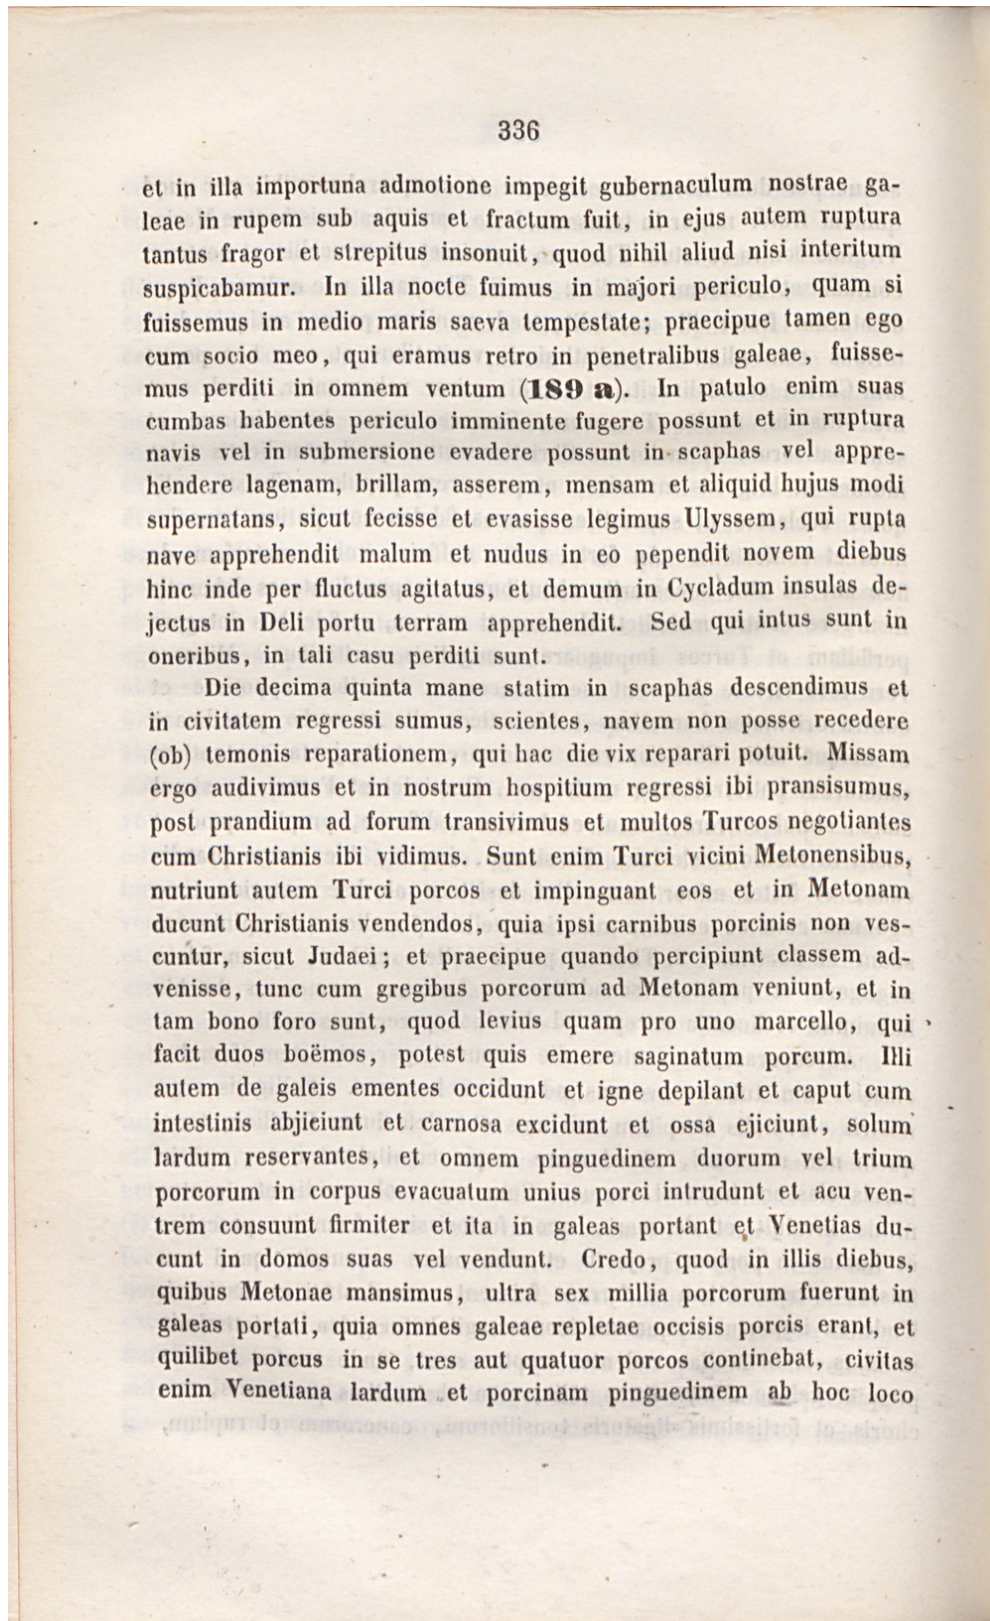 336
et in illa importuna admotione impegit gubernaculum nostrae ga-
leae in rupem sub aquis et fractum fuit, in ejus autem ruptura
tantus fragor et strepitus insonuit, quod nihil aliud nisi interitum
suspicabamur. In illa nocte fuimus in majori periculo, quam si
fuissemus in medio maris saeva tempestate; praecipue tamen ego
cum socio meo, qui eramus retro in penetralibus galeae, fuisse-
mus perditi in omnem ventum (189 a). In patulo enim suas
cumbas habentes periculo imminente fugere possunt et in ruptura
navis vel in submersione evadere possunt in scaphas vel appre-
hendere lagenam, brillam, asserem, mensam et aliquid hujus modi
supernatans, sicut fecisse et evasisse legimus Ulyssem, qui rupta
nave apprehendit malum et nudus in eo pependit novem diebus
hinc inde per fluctus agitatus, et demum in Cycladum insulas de-
jectus in Deli portu terram apprehendit. Sed qui intus sunt in
oneribus, in tali casu perditi sunt.
Die decima quinta mane statim in scaphas descendimus et
in civitatem regressi sumus, scientes, navem non posse recedere
(ob) temonis reparationem, qui hac die vix reparari potuit. Missam
ergo audivimus et in nostrum hospitium regressi ibi pransisumus,
post prandium ad forum transivimus et multos Turcos negotiantes
cum Christianis ibi vidimus. Sunt enim Turci vicini Metonensibus,
nutriunt autem Turci porcos et impinguant eos et in Metonam
ducunt Christianis vendendos, quia ipsi carnibus porcinis non ves-
cuntur, sicut Judaei; et praecipue quando percipiunt classem ad-
venisse, tunc cum gregibus porcorum ad Metonam veniunt, et in
tam bono foro sunt, quod levius quam pro uno marcello, qui
facit duos boëmos, potest quis emere saginatum porcum. Illi
autem de galeis ementes occidunt et igne depilant et caput cum
intestinis abjiciunt et carnosa excidunt et ossa ejiciunt, solum
lardum reservantes, et omnem pinguedinem duorum vel trium
porcorum in corpus evacuatum unius porci intrudunt et acu ven-
trem consuunt firmiter et ita in galeas portant et Venetias du-
cunt in domos suas vel vendunt. Credo, quod in illis diebus,
quibus Metonae mansimus, ultra sex millia porcorum fuerunt in
galeas portati, quia omnes galeae repletae occisis porcis erant, et
quilibet porcus in se tres aut quatuor porcos continebat, civitas
enim Venetiana lardum et porcinam pinguedinem ab hoc loco